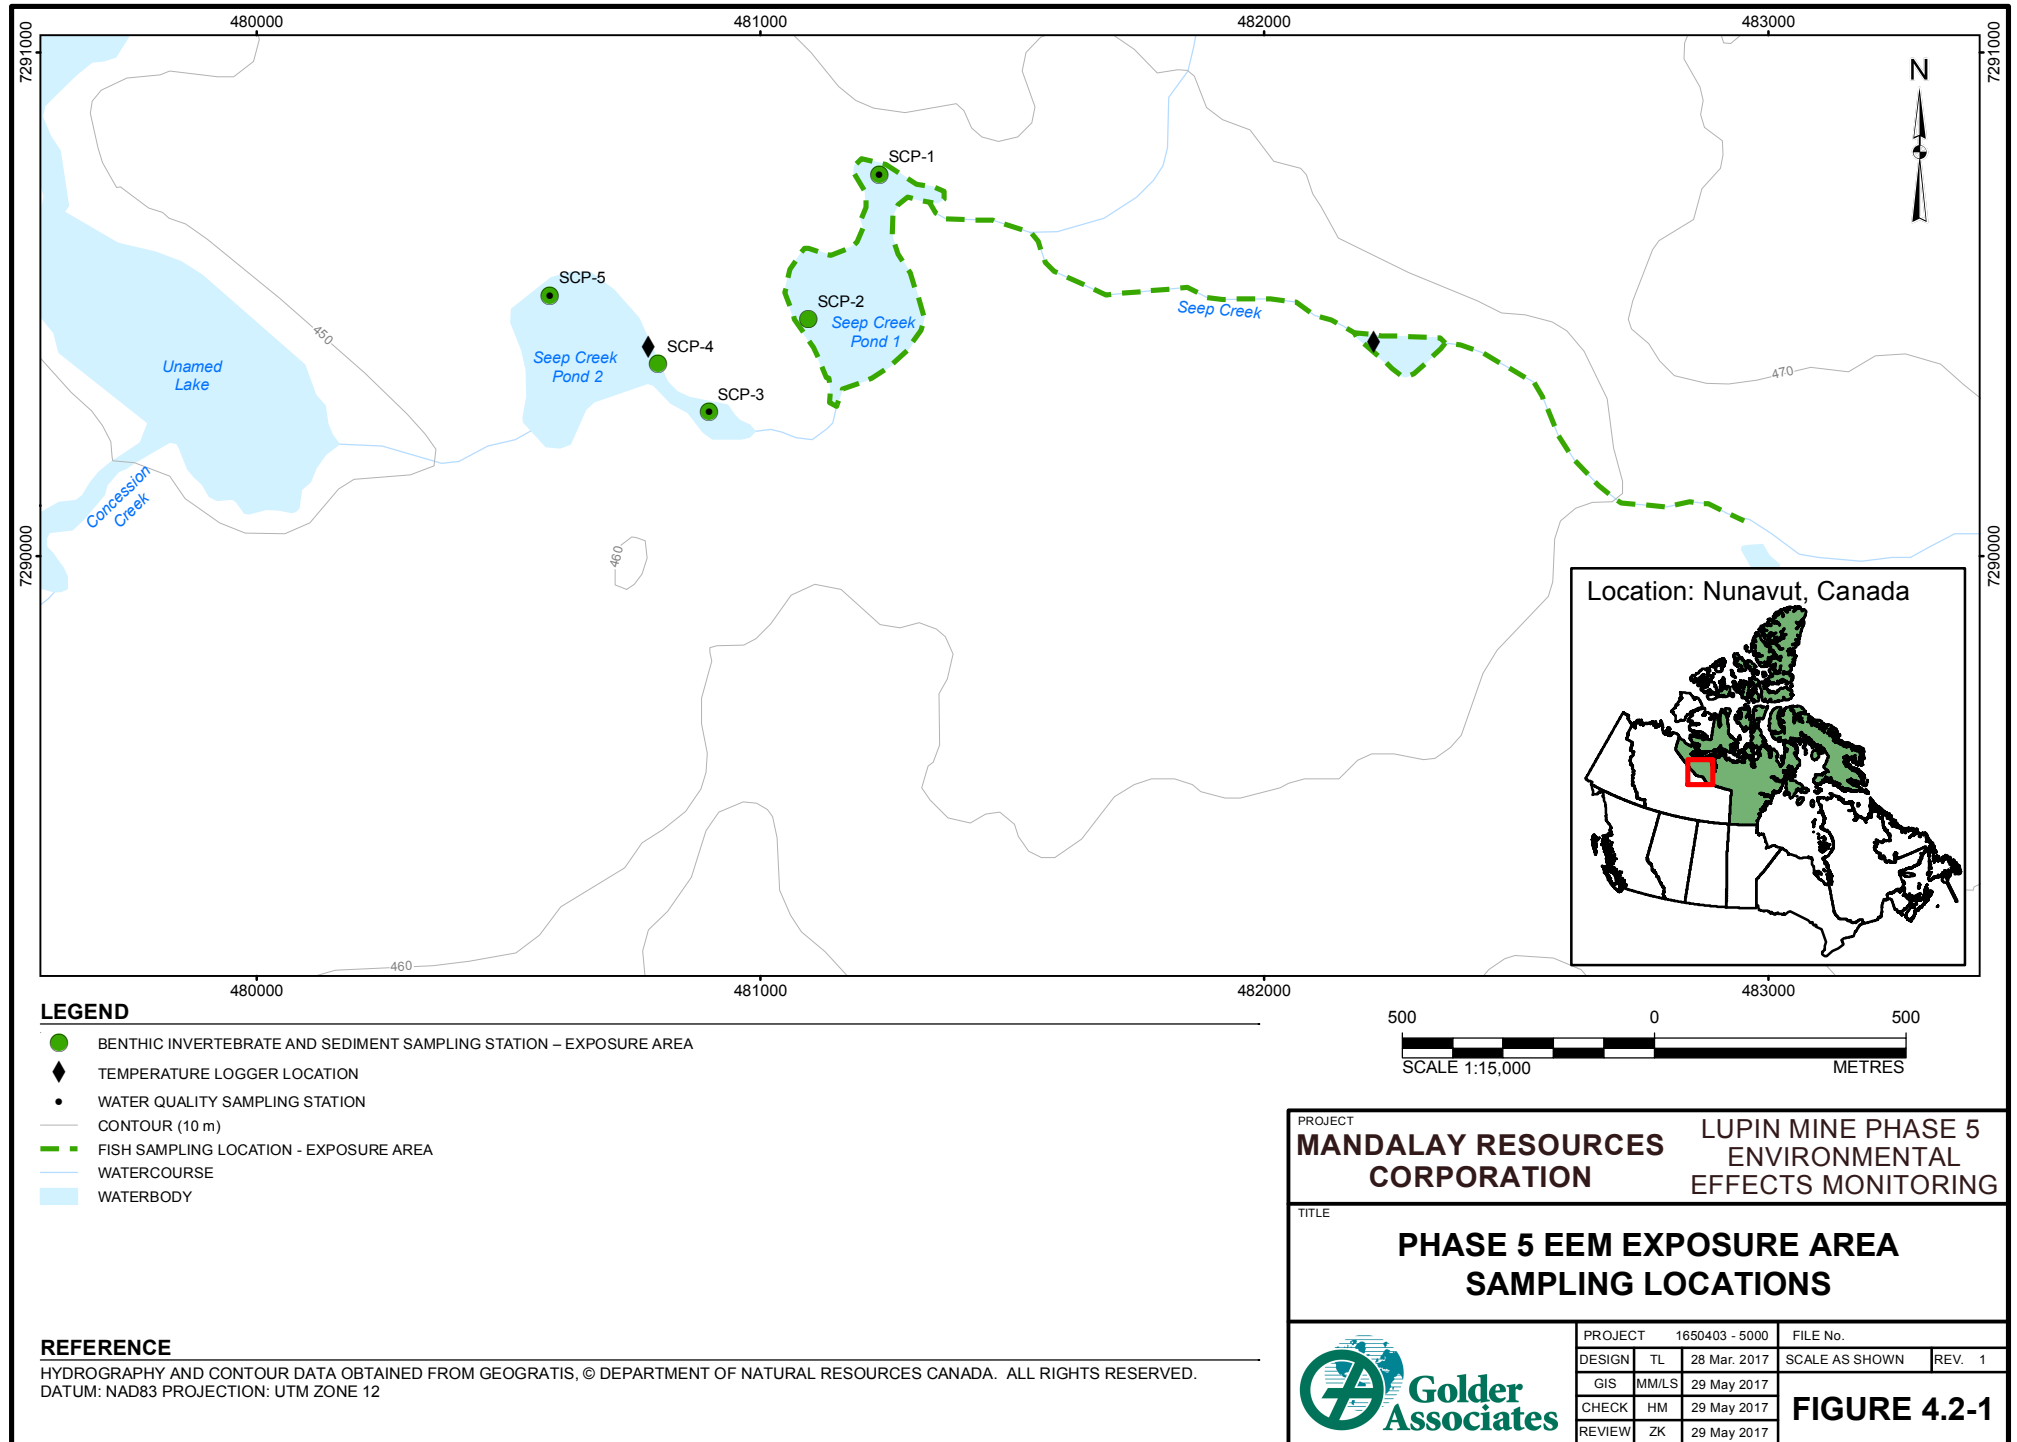 480000
481000
482000
483000
7291000
7291000
N
SCP-1
SCP-5
SCP-2
Seep Creek
Pond 1
Seep Creek
450
SCP-4
Seep Creek
Pond 2
Unamed
Lake
470
SCP-3
Concession
Creek
7290000
7290000
460
Location: Nunavut, Canada
460
480000
481000
482000
483000
LEGEND
BENTHIC INVERTEBRATE AND SEDIMENT SAMPLING STATION – EXPOSURE AREA
TEMPERATURE LOGGER LOCATION
WATER QUALITY SAMPLING STATION
CONTOUR (10 m)
FISH SAMPLING LOCATION - EXPOSURE AREA
WATERCOURSE
WATERBODY
500 0 500
SCALE 1:15,000 METRES
PROJECT
MANDALAY RESOURCES
CORPORATION
LUPIN MINE PHASE 5
ENVIRONMENTAL
EFFECTS MONITORING
TITLE
PHASE 5 EEM EXPOSURE AREA
SAMPLING LOCATIONS
REFERENCE
HYDROGRAPHY AND CONTOUR DATA OBTAINED FROM GEOGRATIS, © DEPARTMENT OF NATURAL RESOURCES CANADA. ALL RIGHTS RESERVED.
DATUM: NAD83 PROJECTION: UTM ZONE 12
Golder
Associates
PROJECT 1650403 - 5000 FILE No.
DESIGN TL 28 Mar. 2017 SCALE AS SHOWN REV. 1
GIS MM/LS 29 May 2017
CHECK HM 29 May 2017
REVIEW ZK 29 May 2017
FIGURE 4.2-1